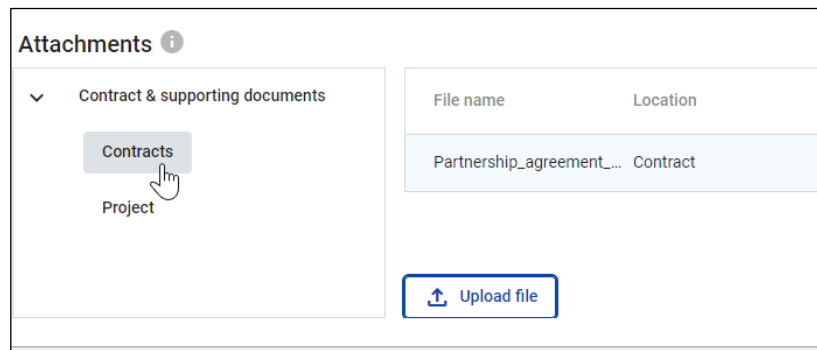 Attachments
Contract & supporting documents
Contracts
Project
File name Location
Partnership_agreement_... Contract
Upload file